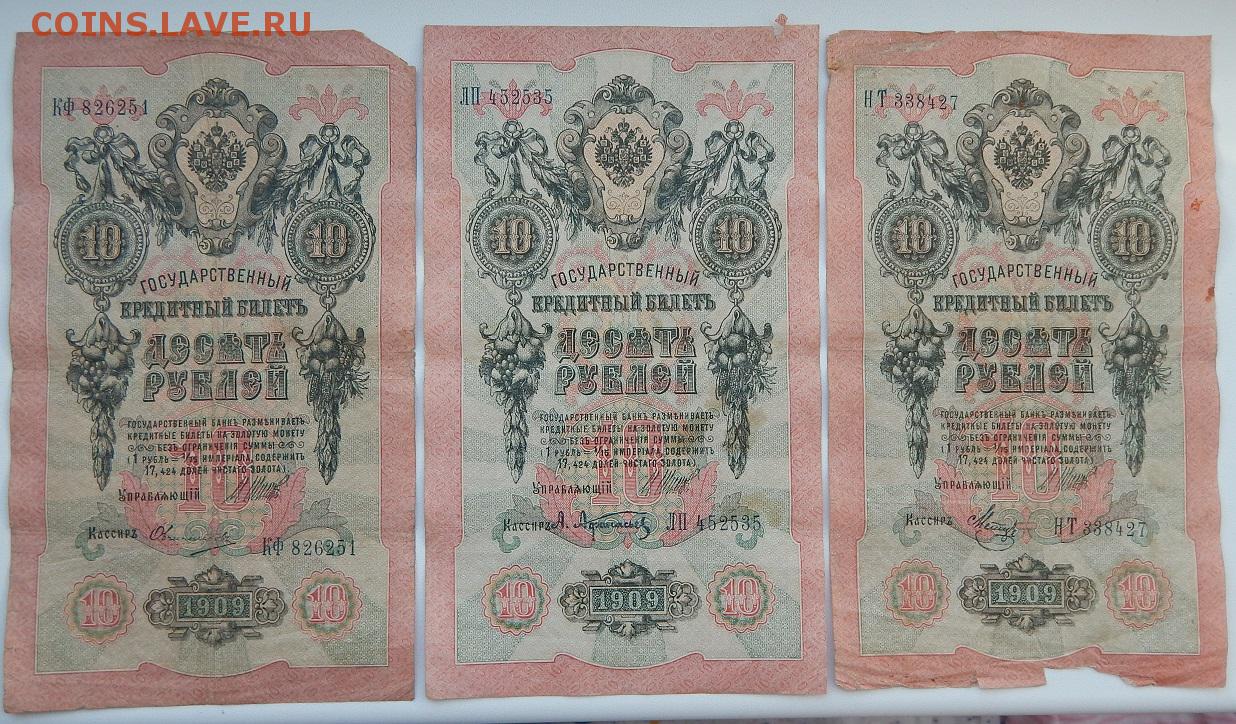 COINS.LAVE.RU
КФ 826251
10 10
ГОСУДАРСТВЕННЫЙ
КРЕДИТНЫЙ БИЛЕТЪ
ДЕСЯТЬ
РУБЛЕЙ
ГОСУДАРСТВЕННЫЙ БАНКЪ РАЗМѢНИВАЕТЪ
КРЕДИТНЫЕ БИЛЕТЫ НА ЗОЛОТУЮ МОНЕТУ
БЕЗЪ ОГРАНИЧЕНІЯ СУММЫ
(1 РУБЛЬ = 1/15 ИМПЕРІАЛА, СОДЕРЖИТЪ
17,424 ДОЛЕЙ ЧИСТАГО ЗОЛОТА)
10
УПРАВЛЯЮЩІЙ
КАССИРЪ
КФ 826251
10 1909 10
ЛП 452535
10 10
ГОСУДАРСТВЕННЫЙ
КРЕДИТНЫЙ БИЛЕТЪ
ДЕСЯТЬ
РУБЛЕЙ
ГОСУДАРСТВЕННЫЙ БАНКЪ РАЗМѢНИВАЕТЪ
КРЕДИТНЫЕ БИЛЕТЫ НА ЗОЛОТУЮ МОНЕТУ
БЕЗЪ ОГРАНИЧЕНІЯ СУММЫ
(1 РУБЛЬ = 1/15 ИМПЕРІАЛА, СОДЕРЖИТЪ
17,424 ДОЛЕЙ ЧИСТАГО ЗОЛОТА)
10
УПРАВЛЯЮЩІЙ
КАССИРЪ А. Афанасьев ЛП 452535
10 1909 10
НТ 338427
10 10
ГОСУДАРСТВЕННЫЙ
КРЕДИТНЫЙ БИЛЕТЪ
ДЕСЯТЬ
РУБЛЕЙ
ГОСУДАРСТВЕННЫЙ БАНКЪ РАЗМѢНИВАЕТЪ
КРЕДИТНЫЕ БИЛЕТЫ НА ЗОЛОТУЮ МОНЕТУ
БЕЗЪ ОГРАНИЧЕНІЯ СУММЫ
(1 РУБЛЬ = 1/15 ИМПЕРІАЛА, СОДЕРЖИТЪ
17,424 ДОЛЕЙ ЧИСТАГО ЗОЛОТА)
10
УПРАВЛЯЮЩІЙ
КАССИРЪ
НТ 338427
10 1909 10